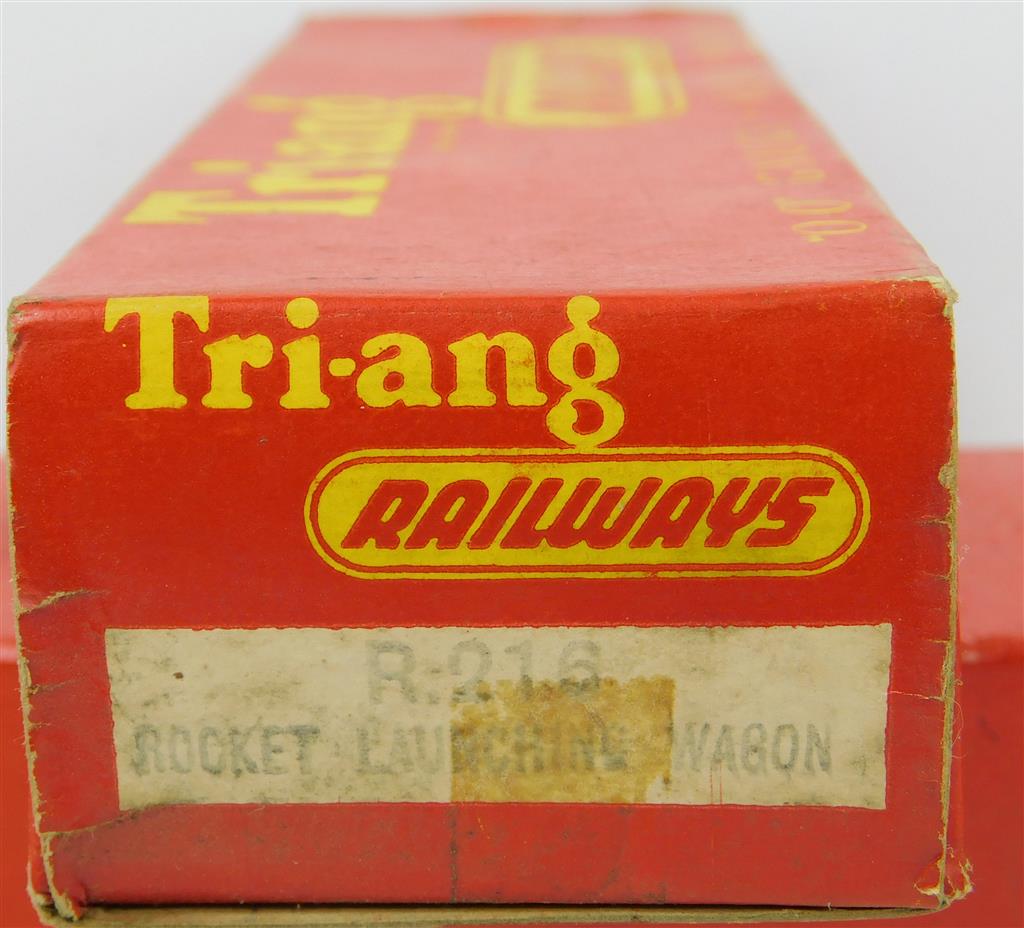 Tri-ang
Tri-ang
RAILWAYS
R.216
ROCKET LAUNCHING WAGON